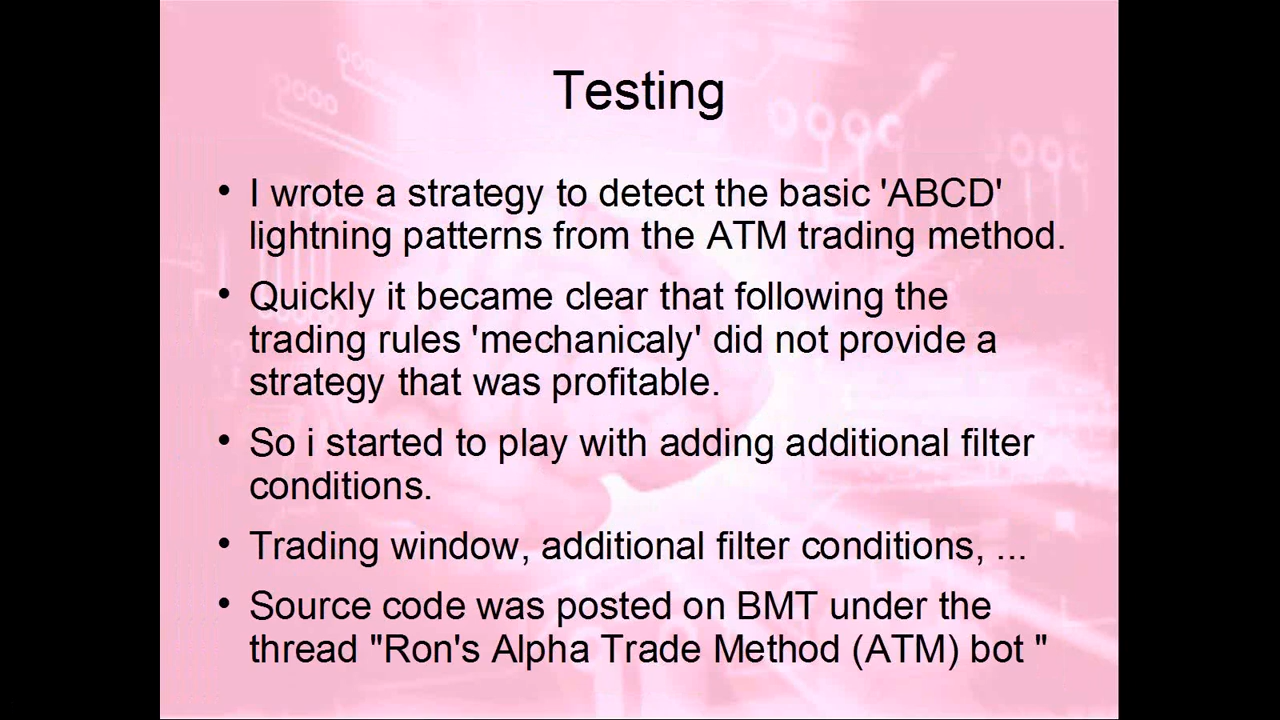 Testing
• I wrote a strategy to detect the basic 'ABCD'
lightning patterns from the ATM trading method.
• Quickly it became clear that following the
trading rules 'mechanicaly' did not provide a
strategy that was profitable.
• So i started to play with adding additional filter
conditions.
• Trading window, additional filter conditions, ...
• Source code was posted on BMT under the
thread "Ron's Alpha Trade Method (ATM) bot "